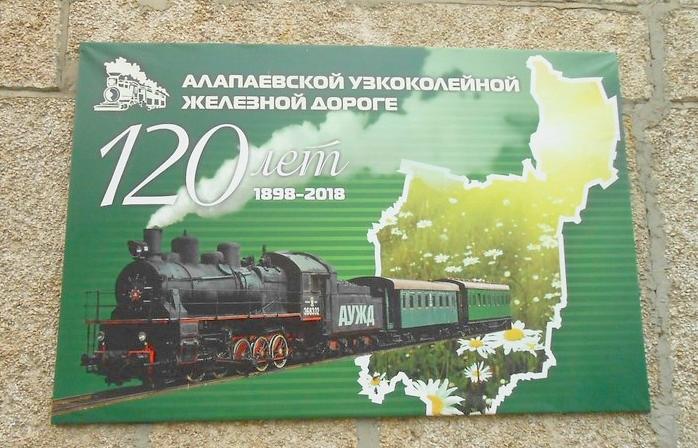 АЛАПАЕВСКОЙ УЗКОКОЛЕЙНОЙ
ЖЕЛЕЗНОЙ ДОРОГЕ
120 лет
1898-2018
АУЖД